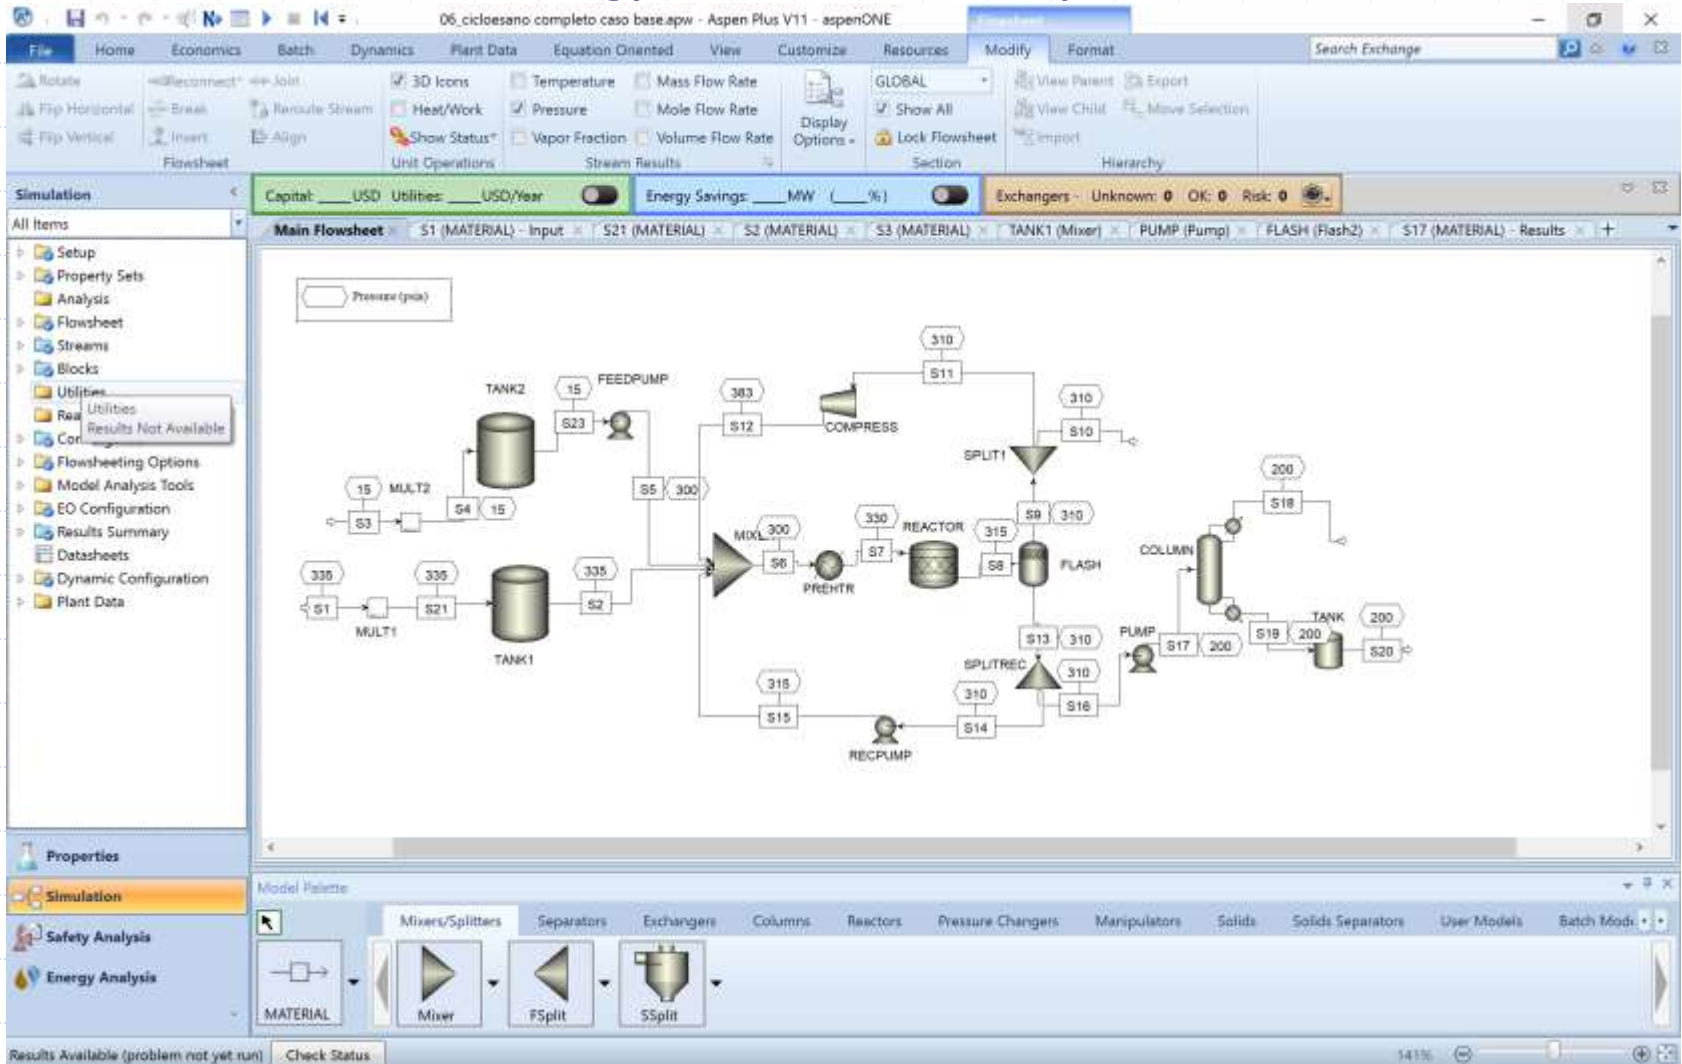 06_cicloesano completo caso base.apw - Aspen Plus V11 - aspenONE
File Home Economics Batch Dynamics Plant Data Equation Oriented View Customize Resources Modify Format Search Exchange
Rotate Reconnect Join 3D Icons Temperature Mass Flow Rate GLOBAL View Parent Export
Flip Horizontal Break Reroute Stream Heat/Work Pressure Mole Flow Rate Display Options Show All View Child Move Selection
Flip Vertical Insert Align Show Status Vapor Fraction Volume Flow Rate Lock Flowsheet Import
Flowsheet Unit Operations Stream Results Section Hierarchy
Simulation
Capital: ____USD Utilities: ____USD/Year Energy Savings: ____MW (____%) Exchangers - Unknown: 0 OK: 0 Risk: 0
All Items
Main Flowsheet S1 (MATERIAL) - Input S21 (MATERIAL) S2 (MATERIAL) S3 (MATERIAL) TANK1 (Mixer) PUMP (Pump) FLASH (Flash2) S17 (MATERIAL) - Results +
Setup
Property Sets
Analysis
Flowsheet
Streams
Blocks
Utilities
Rea
Utilities
Results Not Available
Flowsheeting Options
Model Analysis Tools
EO Configuration
Results Summary
Datasheets
Dynamic Configuration
Plant Data
Pressure (psia)
310
S11
TANK2 15 FEEDPUMP 383 310
S23 S12 COMPRESS S10
SPLIT1
200
S18
15 MULT2 S5 300
S4 15
S3
S9 310
300 330 REACTOR 315
S6 S7 S8 FLASH COLUMN
PREHTR
335 335 335
S1 S21 S2
MULT1
TANK1
S13 310 PUMP S17 200 S19 200 TANK 200
S20
SPLITREC 310
S16
315 310
S15 S14
RECPUMP
Properties
Simulation
Safety Analysis
Energy Analysis
Model Palette
Mixers/Splitters Separators Exchangers Columns Reactors Pressure Changers Manipulators Solids Solids Separators User Models Batch Mode
MATERIAL Mixer FSplit SSplit
Results Available (problem not yet run) Check Status 141%